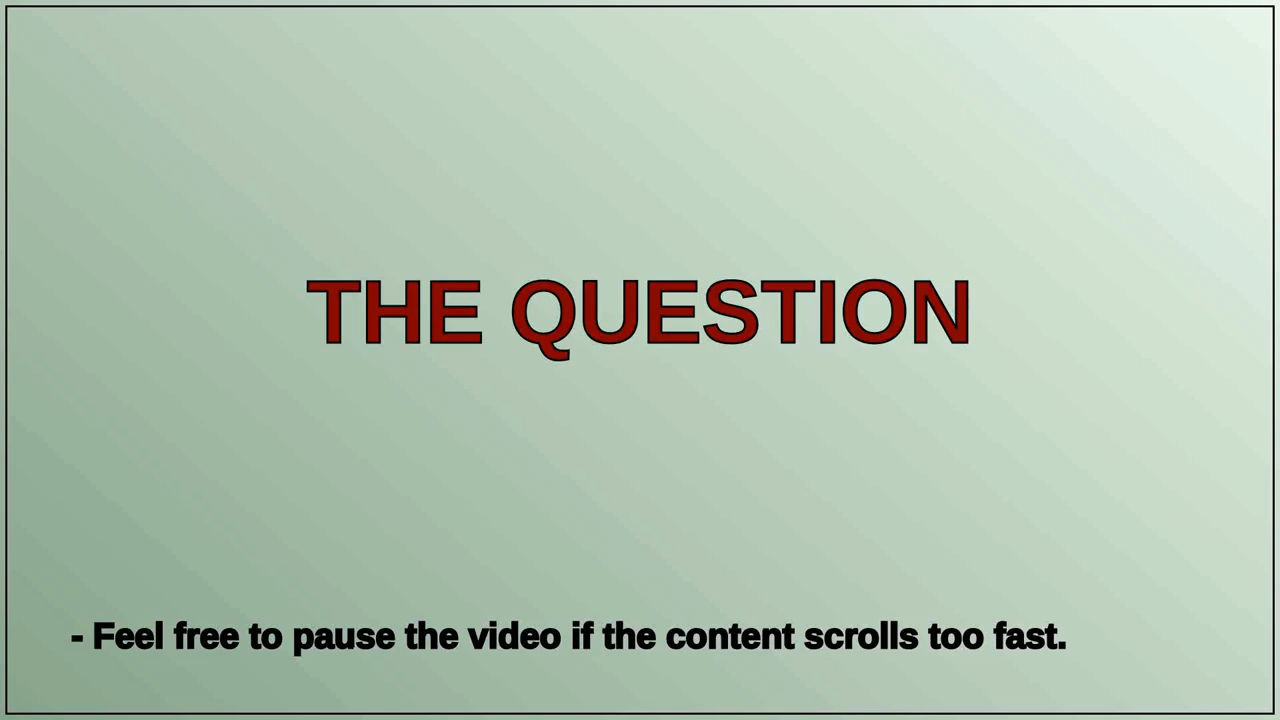 THE QUESTION
- Feel free to pause the video if the content scrolls too fast.